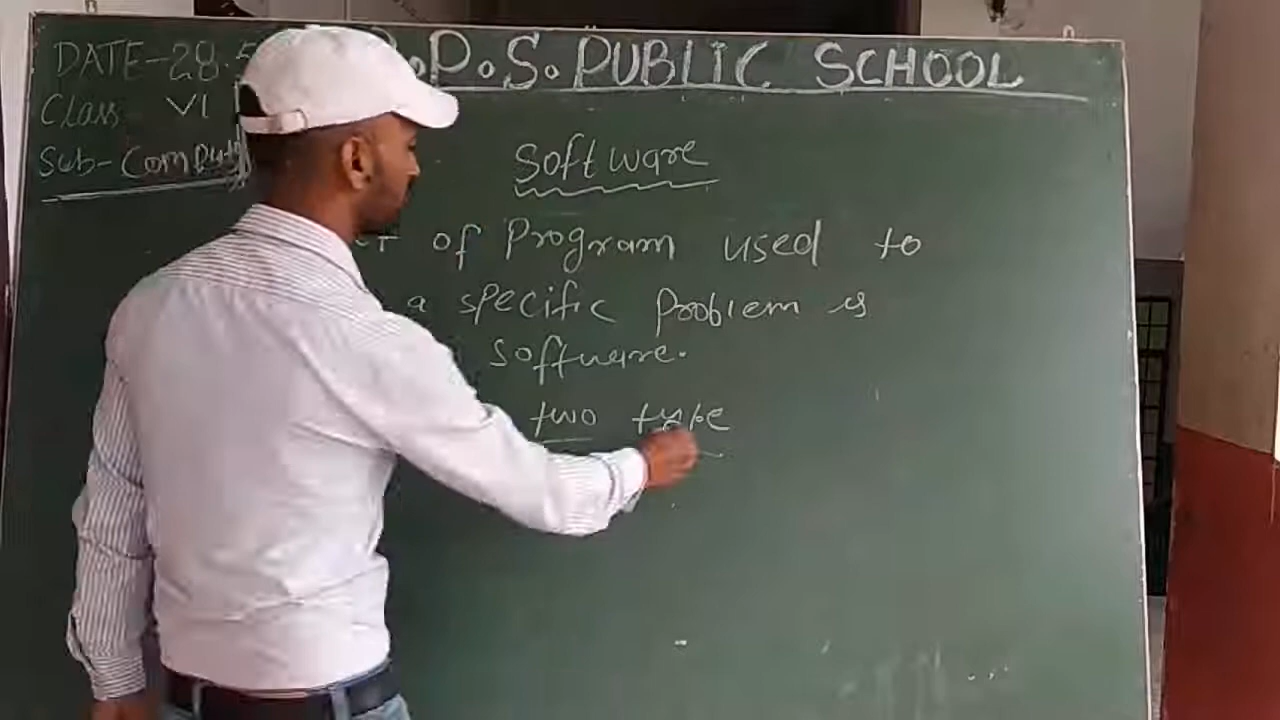 DATE-28.5
.P.S. PUBLIC SCHOOL
Class VI
Sub-Compute
Software
of Program used to
a specific Problem is
software.
two type